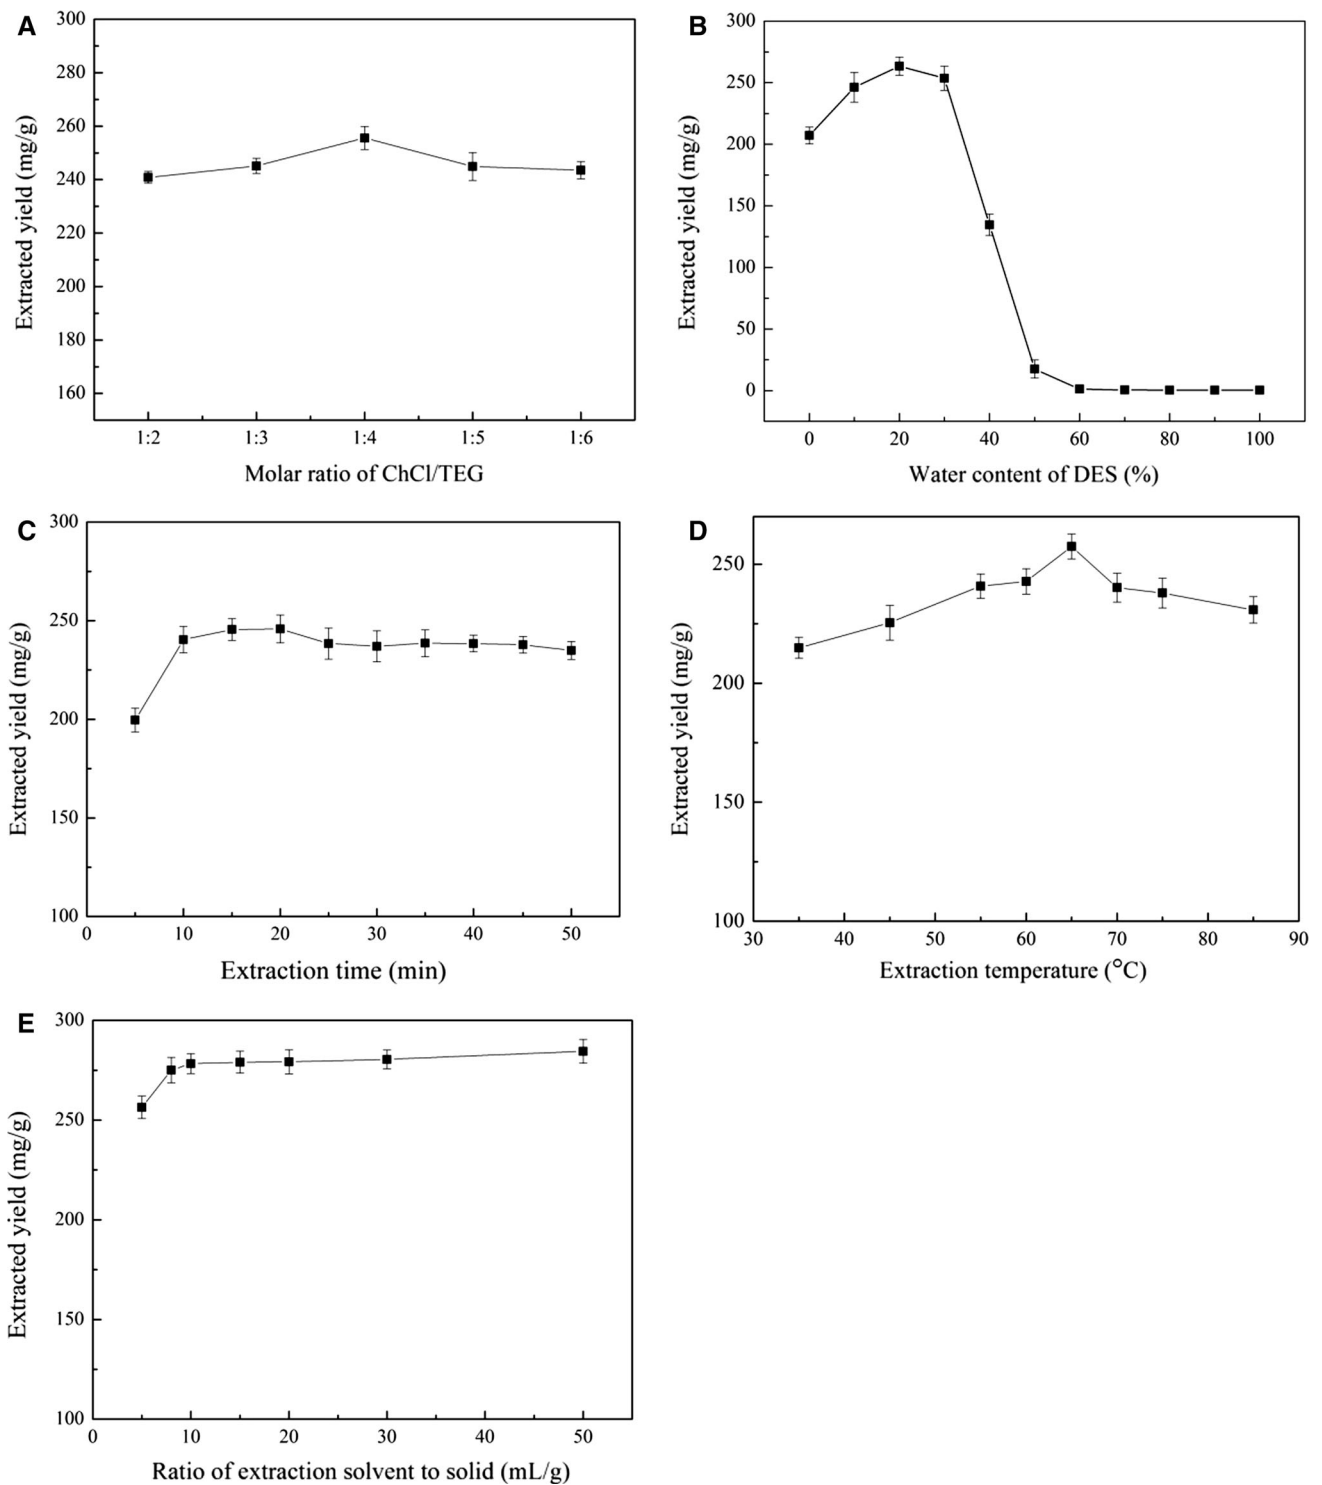 A
300
280
260
240
220
200
180
160
Extracted yield (mg/g)
1:2 1:3 1:4 1:5 1:6
Molar ratio of ChCl/TEG
B
300
250
200
150
100
50
0
Extracted yield (mg/g)
0 20 40 60 80 100
Water content of DES (%)
C
300
250
200
150
100
Extracted yield (mg/g)
0 10 20 30 40 50
Extraction time (min)
D
250
200
150
100
Extracted yield (mg/g)
30 40 50 60 70 80 90
Extraction temperature (°C)
E
300
250
200
150
100
Extracted yield (mg/g)
0 10 20 30 40 50
Ratio of extraction solvent to solid (mL/g)